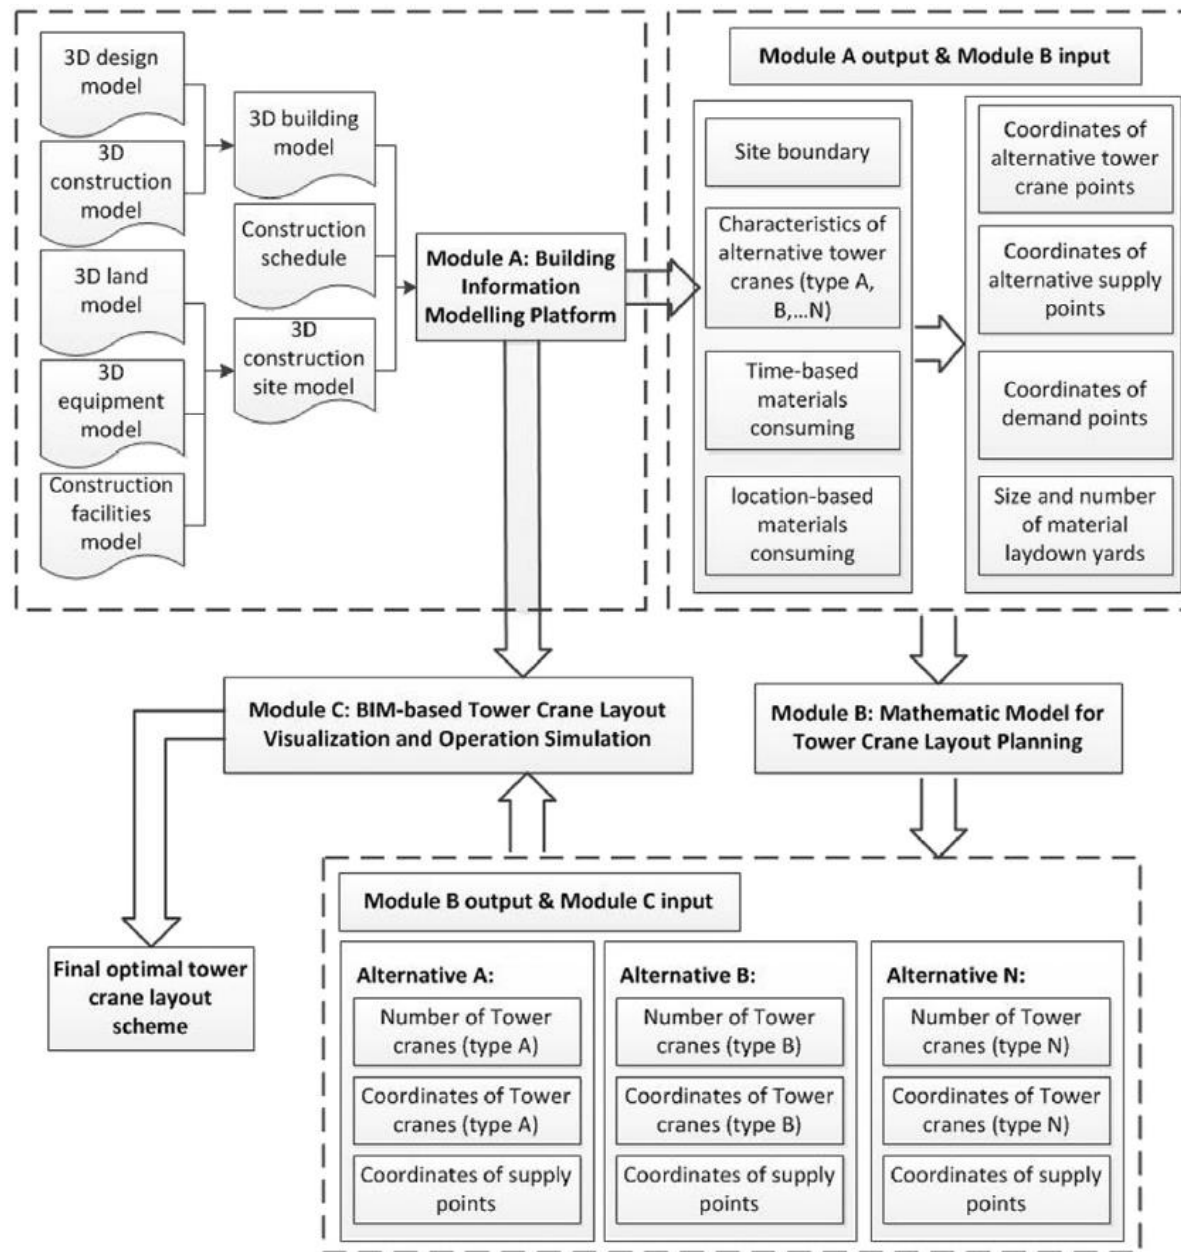 3D design
model
3D
construction
model
3D land
model
3D
equipment
model
Construction
facilities
model
3D building
model
Construction
schedule
3D
construction
site model
Module A: Building
Information
Modelling Platform
Module A output & Module B input
Site boundary
Characteristics of
alternative tower
cranes (type A,
B,...N)
Time-based
materials
consuming
location-based
materials
consuming
Coordinates of
alternative tower
crane points
Coordinates of
alternative supply
points
Coordinates of
demand points
Size and number
of material
laydown yards
Module C: BIM-based Tower Crane Layout
Visualization and Operation Simulation
Module B: Mathematic Model for
Tower Crane Layout Planning
Final optimal tower
crane layout
scheme
Module B output & Module C input
Alternative A:
Number of Tower
cranes (type A)
Coordinates of Tower
cranes (type A)
Coordinates of supply
points
Alternative B:
Number of Tower
cranes (type B)
Coordinates of Tower
cranes (type B)
Coordinates of supply
points
Alternative N:
Number of Tower
cranes (type N)
Coordinates of Tower
cranes (type N)
Coordinates of supply
points